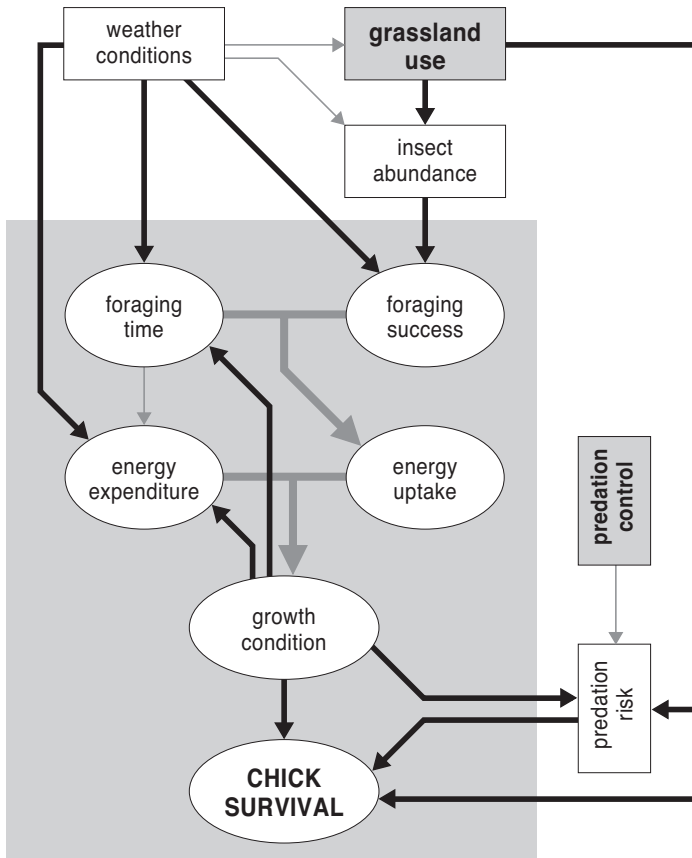 weather
conditions
grassland
use
insect
abundance
foraging
time
foraging
success
energy
expenditure
energy
uptake
predation
control
growth
condition
predation
risk
CHICK
SURVIVAL